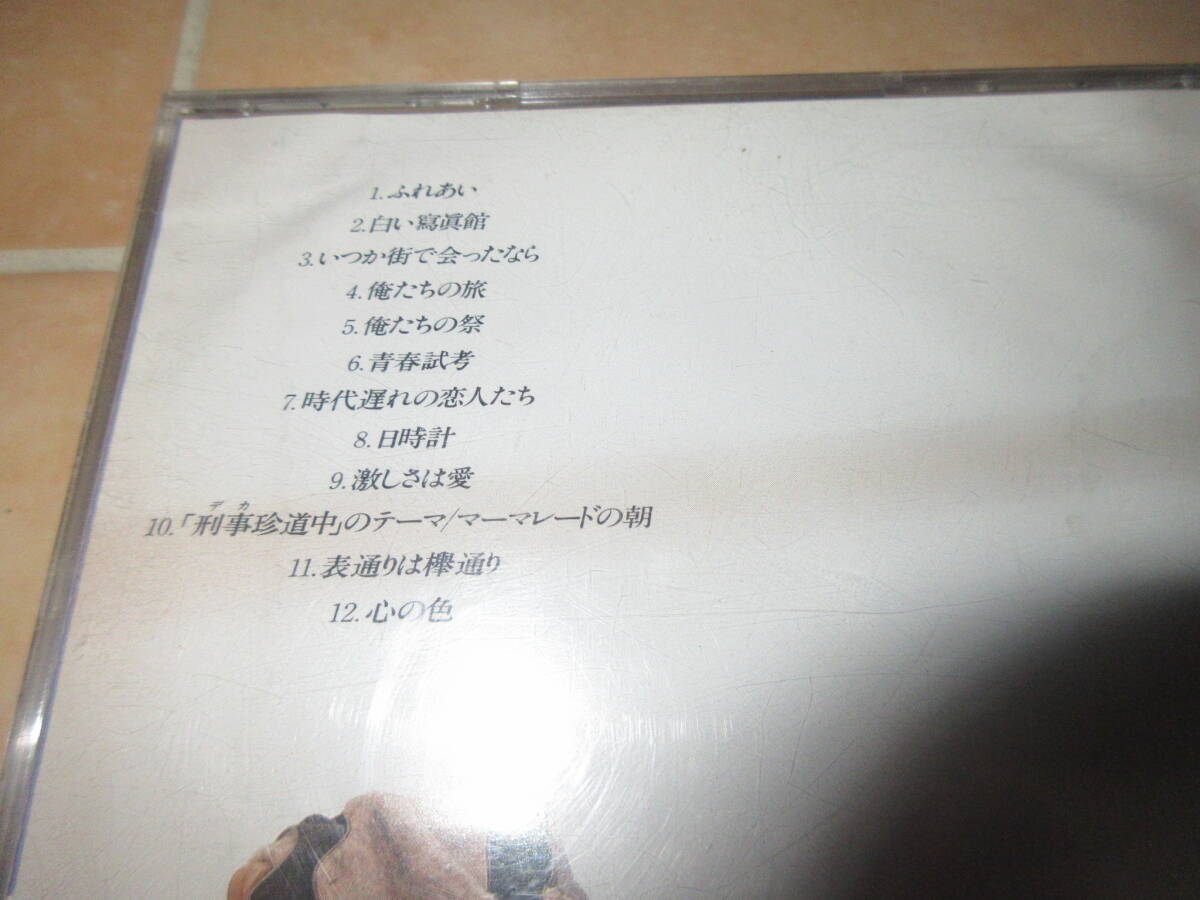 1.ふれあい
2.白い寫眞館
3.いつか街で会ったなら
4.俺たちの旅
5.俺たちの祭
6.青春試考
7.時代遅れの恋人たち
8.日時計
9.激しさは愛
デカ
10.「刑事珍道中」のテーマ/マーマレードの朝
11.表通りは欅通り
12.心の色